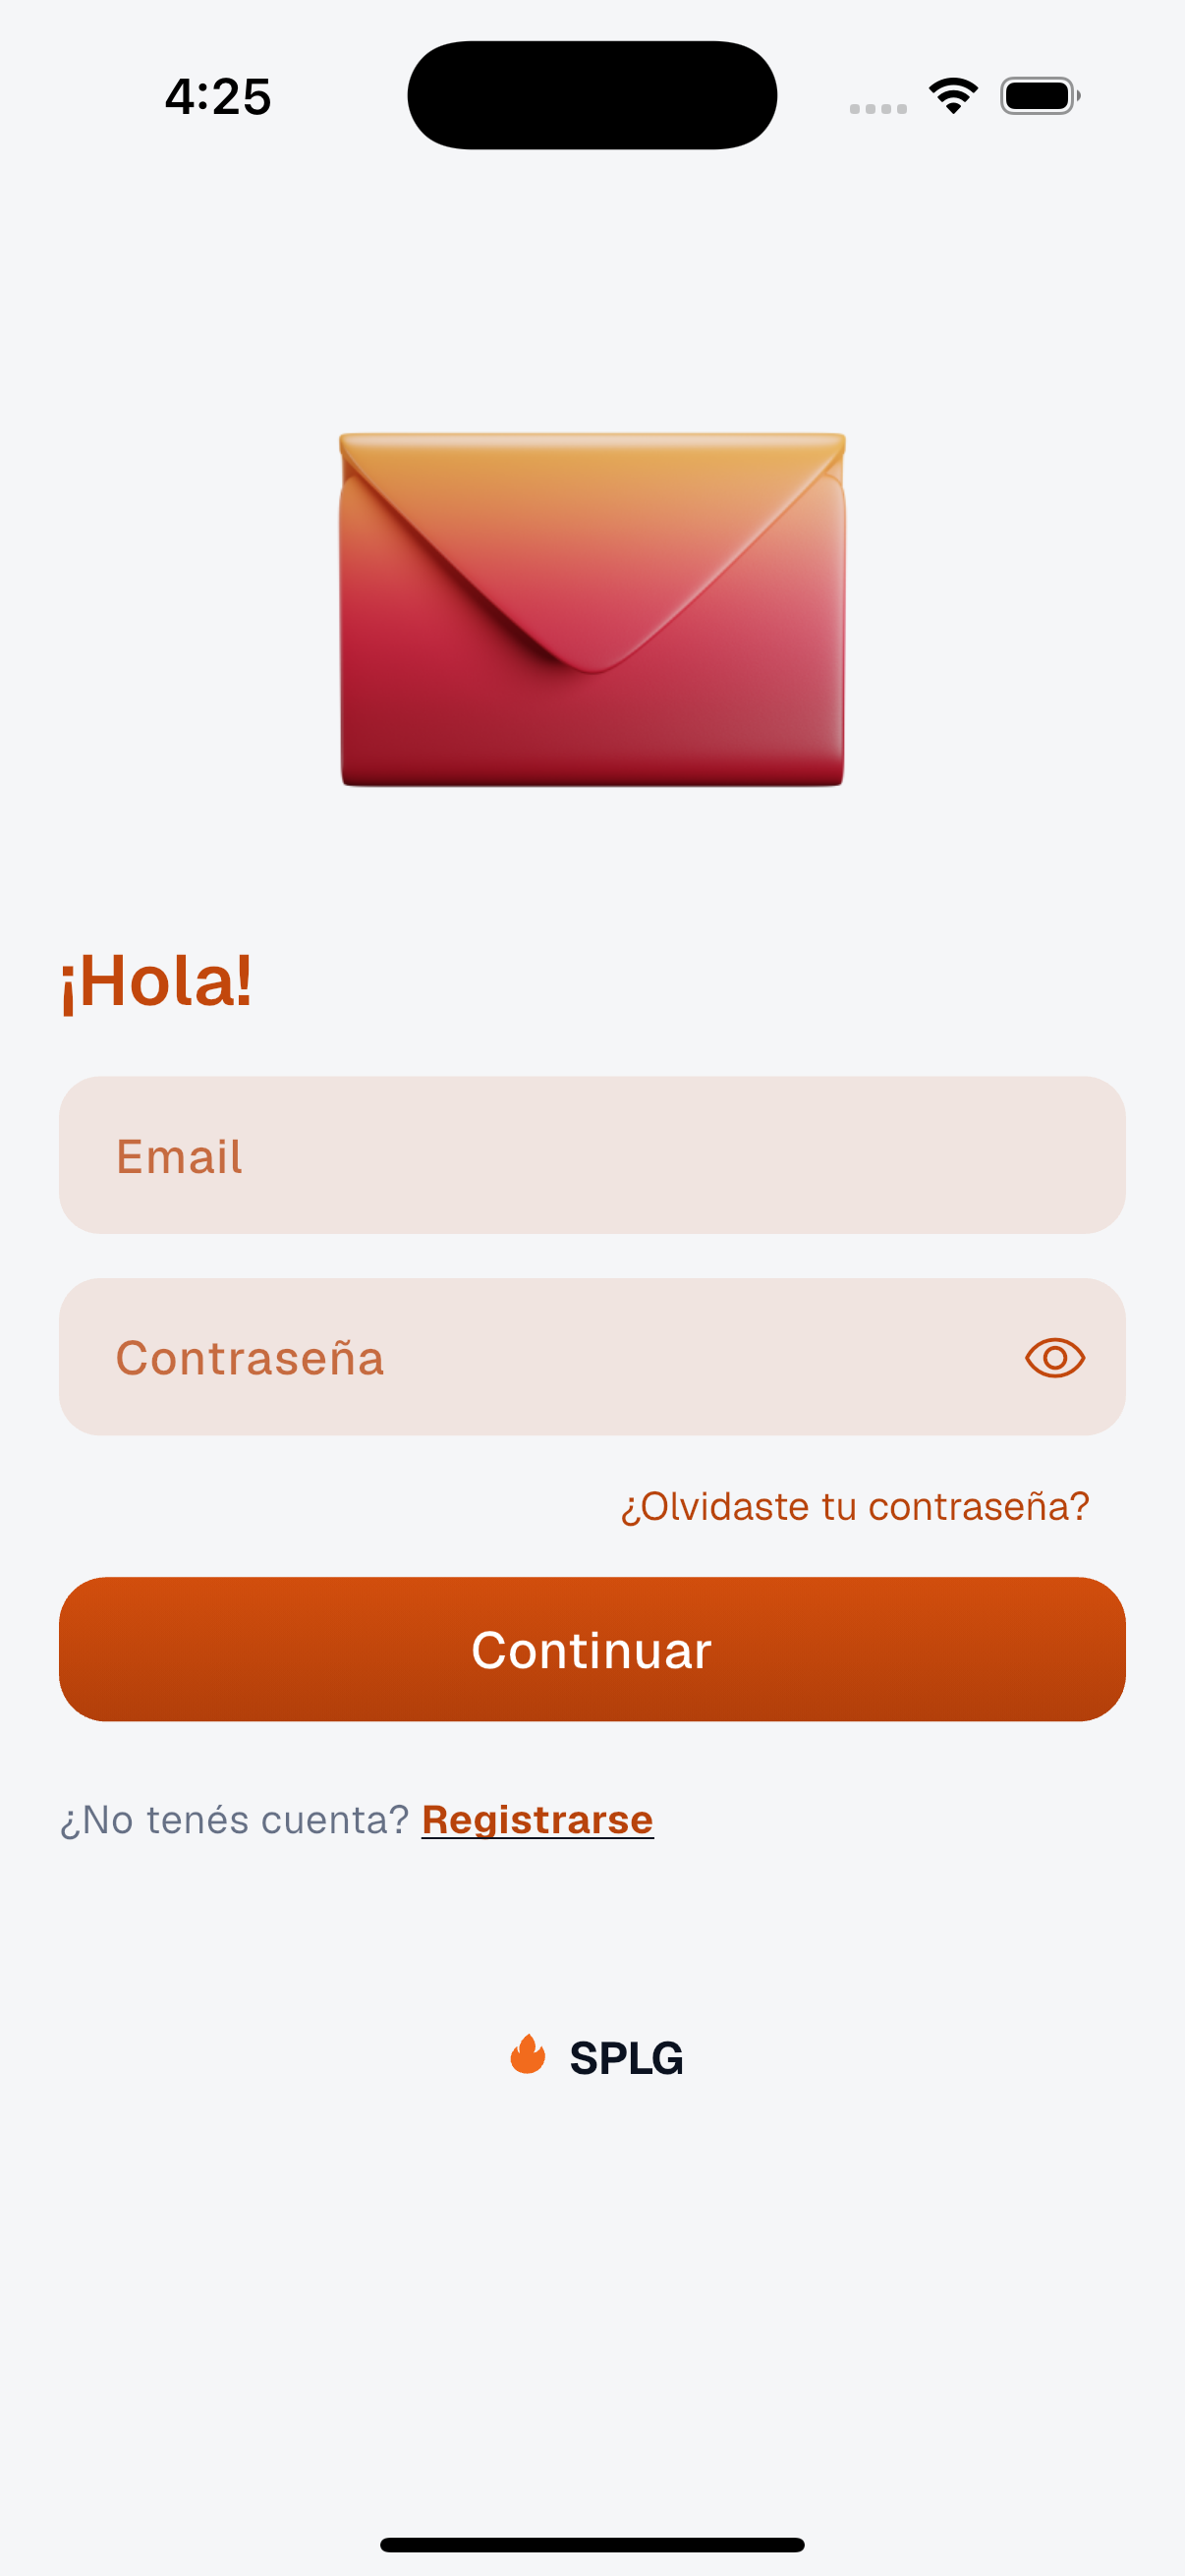 4:25
¡Hola!
Email
Contraseña
¿Olvidaste tu contraseña?
Continuar
¿No tenés cuenta? Registrarse
SPLG